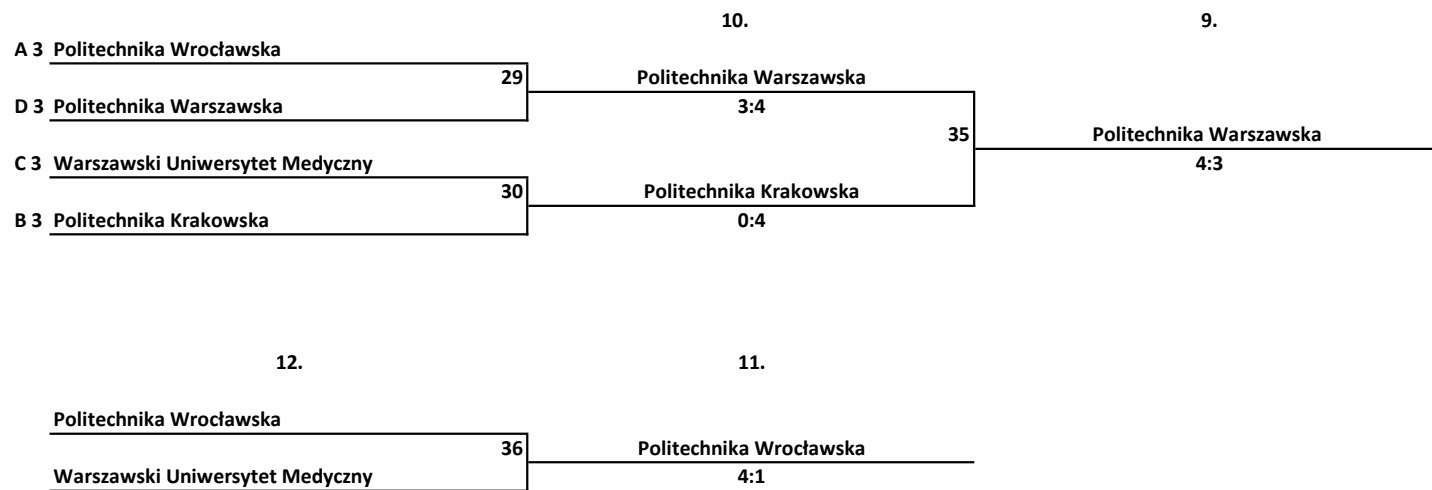 10. 9.
A 3 Politechnika Wrocławska
29 Politechnika Warszawska
D 3 Politechnika Warszawska 3:4
35 Politechnika Warszawska
C 3 Warszawski Uniwersytet Medyczny 4:3
30 Politechnika Krakowska
B 3 Politechnika Krakowska 0:4
12. 11.
Politechnika Wrocławska
36 Politechnika Wrocławska
Warszawski Uniwersytet Medyczny 4:1